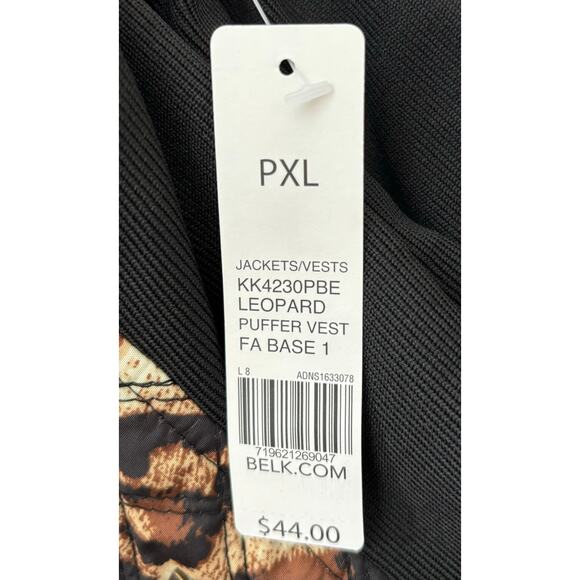 PXL
JACKETS/VESTS
KK4230PBE
LEOPARD
PUFFER VEST
FA BASE 1
L 8 ADNS1633078
719621269047
BELK.COM
$44.00